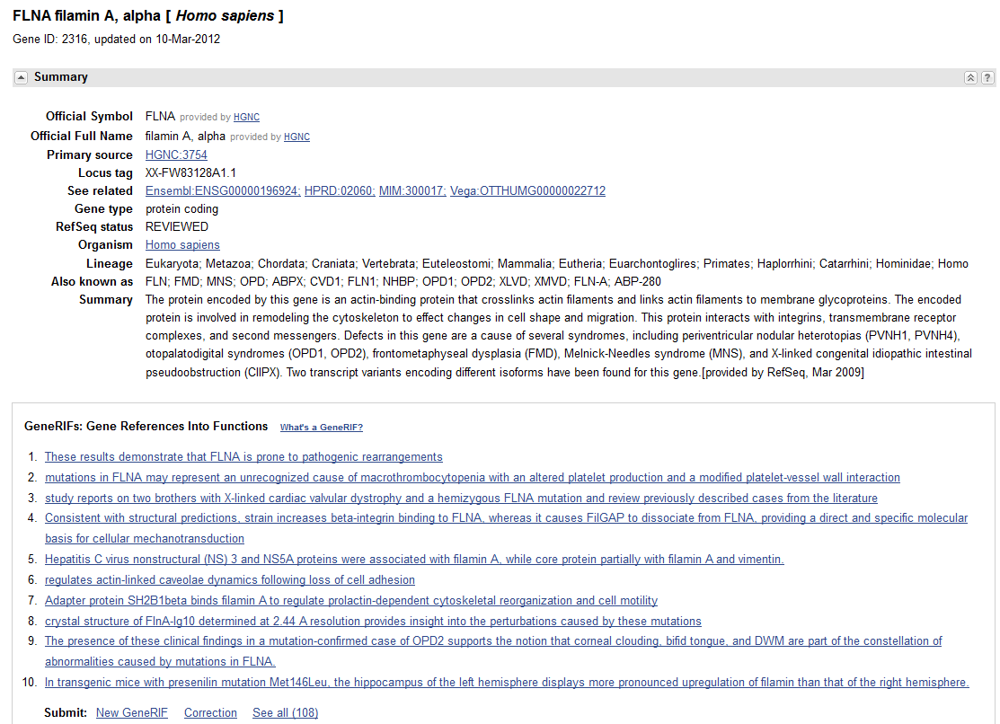 FLNA filamin A, alpha [ Homo sapiens ]
Gene ID: 2316, updated on 10-Mar-2012
Summary
Official Symbol FLNA provided by HGNC
Official Full Name filamin A, alpha provided by HGNC
Primary source HGNC:3754
Locus tag XX-FW83128A1.1
See related Ensembl:ENSG00000196924; HPRD:02060; MIM:300017; Vega:OTTHUMG00000022712
Gene type protein coding
RefSeq status REVIEWED
Organism Homo sapiens
Lineage Eukaryota; Metazoa; Chordata; Craniata; Vertebrata; Euteleostomi; Mammalia; Eutheria; Euarchontoglires; Primates; Haplorrhini; Catarrhini; Hominidae; Homo
Also known as FLN; FMD; MNS; OPD; ABPX; CVD1; FLN1; NHBP; OPD1; OPD2; XLVD; XMVD; FLN-A; ABP-280
Summary The protein encoded by this gene is an actin-binding protein that crosslinks actin filaments and links actin filaments to membrane glycoproteins. The encoded
protein is involved in remodeling the cytoskeleton to effect changes in cell shape and migration. This protein interacts with integrins, transmembrane receptor
complexes, and second messengers. Defects in this gene are a cause of several syndromes, including periventricular nodular heterotopias (PVNH1, PVNH4),
otopalatodigital syndromes (OPD1, OPD2), frontometaphyseal dysplasia (FMD), Melnick-Needles syndrome (MNS), and X-linked congenital idiopathic intestinal
pseudoobstruction (CIIPX). Two transcript variants encoding different isoforms have been found for this gene.[provided by RefSeq, Mar 2009]
GeneRIFs: Gene References Into Functions What's a GeneRIF?
1. These results demonstrate that FLNA is prone to pathogenic rearrangements
2. mutations in FLNA may represent an unrecognized cause of macrothrombocytopenia with an altered platelet production and a modified platelet-vessel wall interaction
3. study reports on two brothers with X-linked cardiac valvular dystrophy and a hemizygous FLNA mutation and review previously described cases from the literature
4. Consistent with structural predictions, strain increases beta-integrin binding to FLNA, whereas it causes FilGAP to dissociate from FLNA, providing a direct and specific molecular
basis for cellular mechanotransduction
5. Hepatitis C virus nonstructural (NS) 3 and NS5A proteins were associated with filamin A, while core protein partially with filamin A and vimentin.
6. regulates actin-linked caveolae dynamics following loss of cell adhesion
7. Adapter protein SH2B1beta binds filamin A to regulate prolactin-dependent cytoskeletal reorganization and cell motility
8. crystal structure of FlnA-Ig10 determined at 2.44 A resolution provides insight into the perturbations caused by these mutations
9. The presence of these clinical findings in a mutation-confirmed case of OPD2 supports the notion that corneal clouding, bifid tongue, and DWM are part of the constellation of
abnormalities caused by mutations in FLNA.
10. In transgenic mice with presenilin mutation Met146Leu, the hippocampus of the left hemisphere displays more pronounced upregulation of filamin than that of the right hemisphere.
Submit: New GeneRIF Correction See all (108)